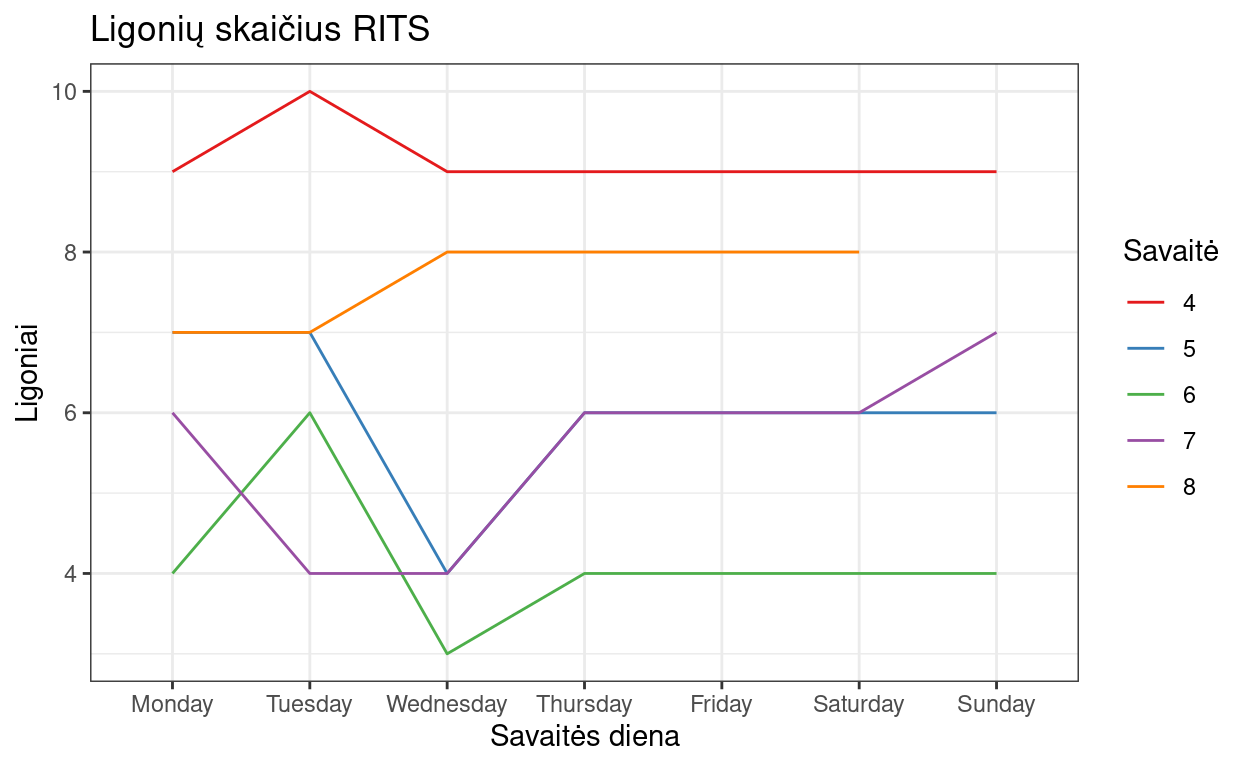 Ligonių skaičius RITS
10
8
6
4
Ligoniai
Monday Tuesday Wednesday Thursday Friday Saturday Sunday
Savaitės diena
Savaitė
4
5
6
7
8